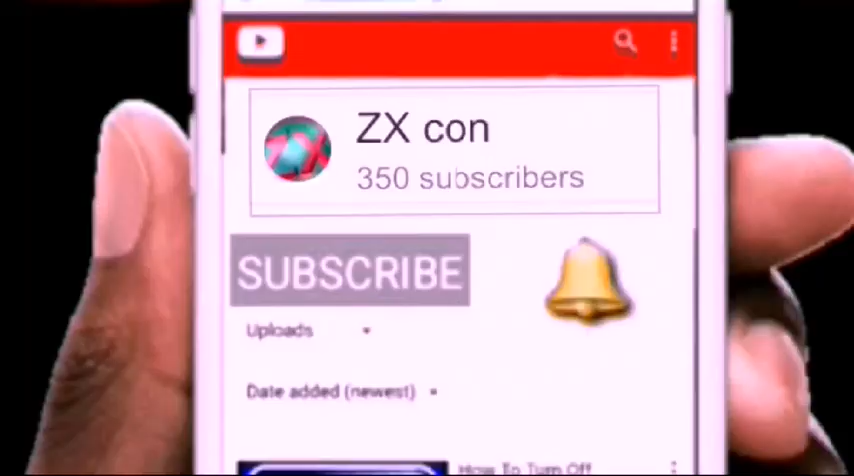 ZX con
350 subscribers
SUBSCRIBE
Uploads
Date added (newest)
How To Turn Off